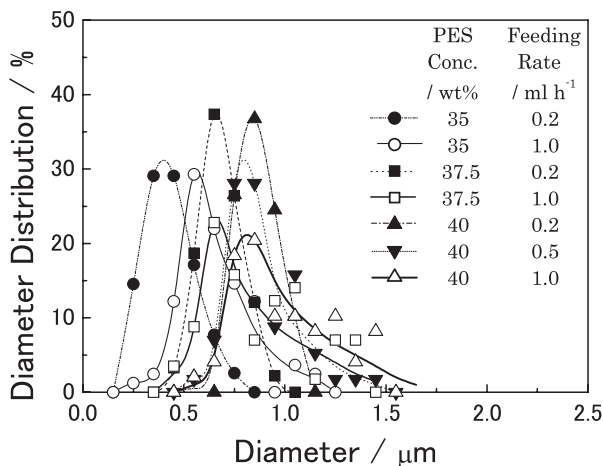 Diameter Distribution / %
50
40
30
20
10
0
0.0 0.5 1.0 1.5 2.0 2.5
Diameter / μm
PES Feeding
Conc. Rate
/ wt% / ml h⁻¹
35 0.2
35 1.0
37.5 0.2
37.5 1.0
40 0.2
40 0.5
40 1.0